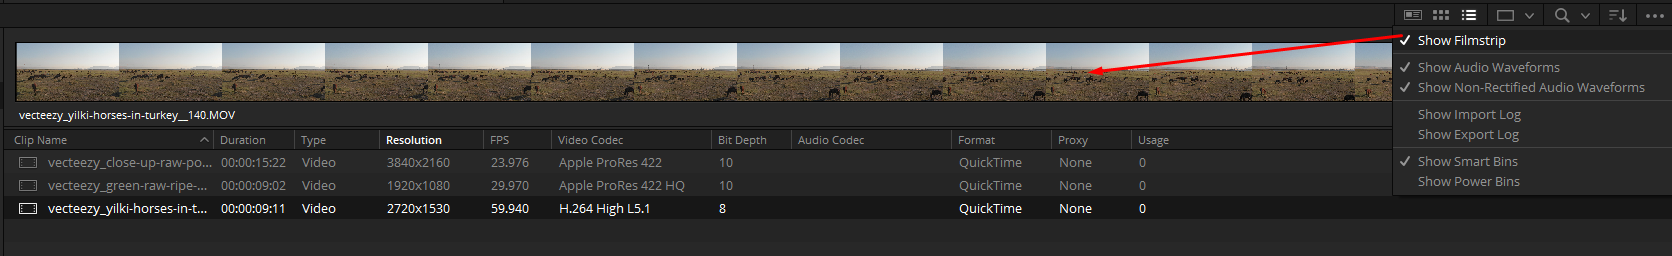 Show Filmstrip
Show Audio Waveforms
Show Non-Rectified Audio Waveforms
Show Import Log
Show Export Log
Show Smart Bins
Show Power Bins
vecteezy_yilki-horses-in-turkey__140.MOV
Clip Name Duration Type Resolution FPS Video Codec Bit Depth Audio Codec Format Proxy Usage
vecteezy_close-up-raw-po... 00:00:15:22 Video 3840x2160 23.976 Apple ProRes 422 10 QuickTime None 0
vecteezy_green-raw-ripe-... 00:00:09:02 Video 1920x1080 29.970 Apple ProRes 422 HQ 10 QuickTime None 0
vecteezy_yilki-horses-in-t... 00:00:09:11 Video 2720x1530 59.940 H.264 High L5.1 8 QuickTime None 0